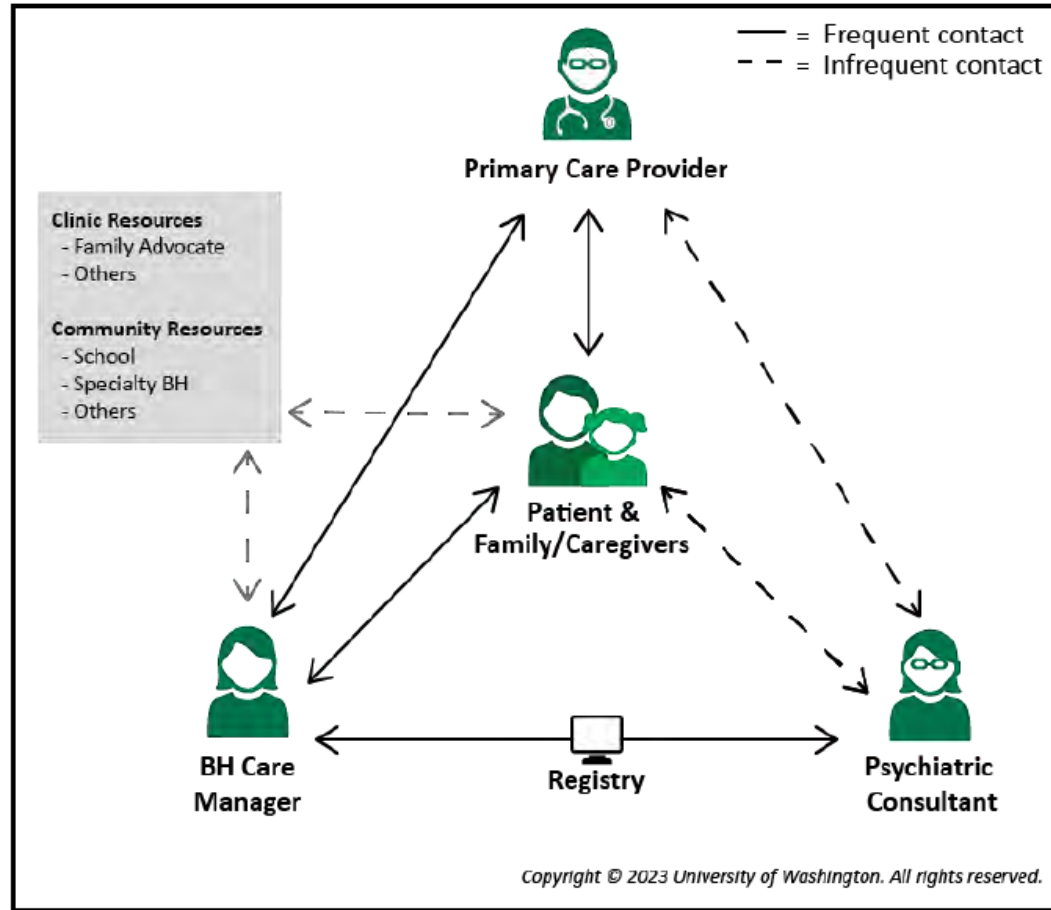 = Frequent contact
= Infrequent contact
Primary Care Provider
Clinic Resources
- Family Advocate
- Others
Community Resources
- School
- Specialty BH
- Others
Patient &
Family/Caregivers
BH Care
Manager
Registry
Psychiatric
Consultant
Copyright © 2023 University of Washington. All rights reserved.